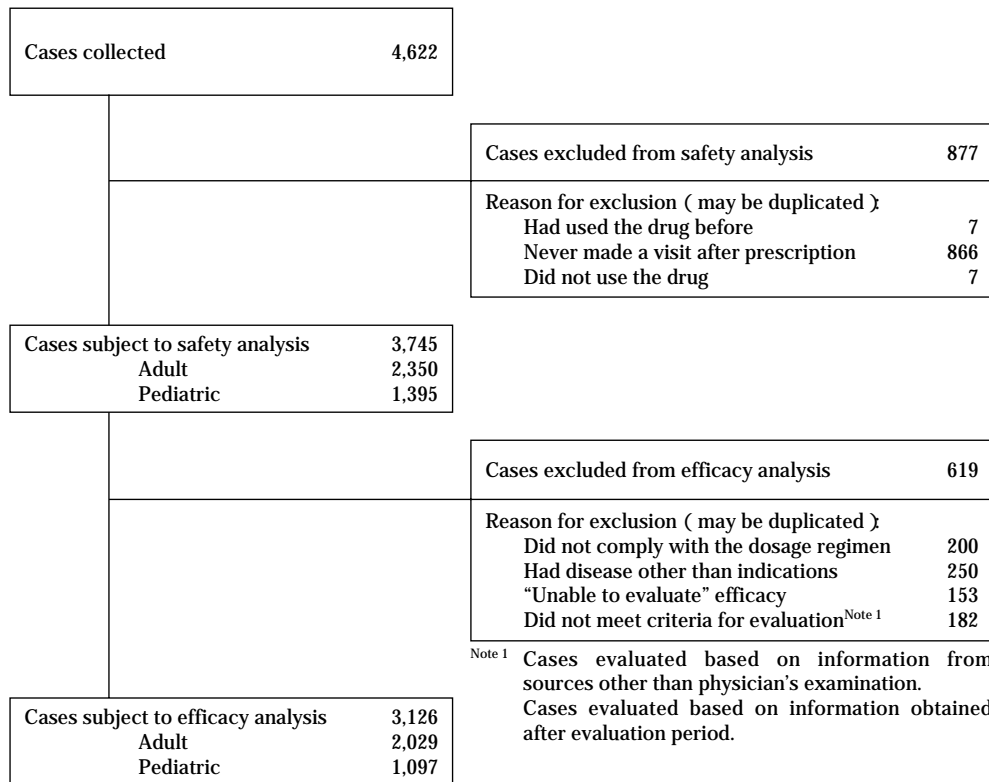 Cases collected 4,622
Cases excluded from safety analysis 877
Reason for exclusion ( may be duplicated ):
Had used the drug before 7
Never made a visit after prescription 866
Did not use the drug 7
Cases subject to safety analysis 3,745
Adult 2,350
Pediatric 1,395
Cases excluded from efficacy analysis 619
Reason for exclusion ( may be duplicated ):
Did not comply with the dosage regimen 200
Had disease other than indications 250
“Unable to evaluate” efficacy 153
Did not meet criteria for evaluation Note 1 182
Note 1 Cases evaluated based on information from
sources other than physician’s examination.
Cases evaluated based on information obtained
after evaluation period.
Cases subject to efficacy analysis 3,126
Adult 2,029
Pediatric 1,097